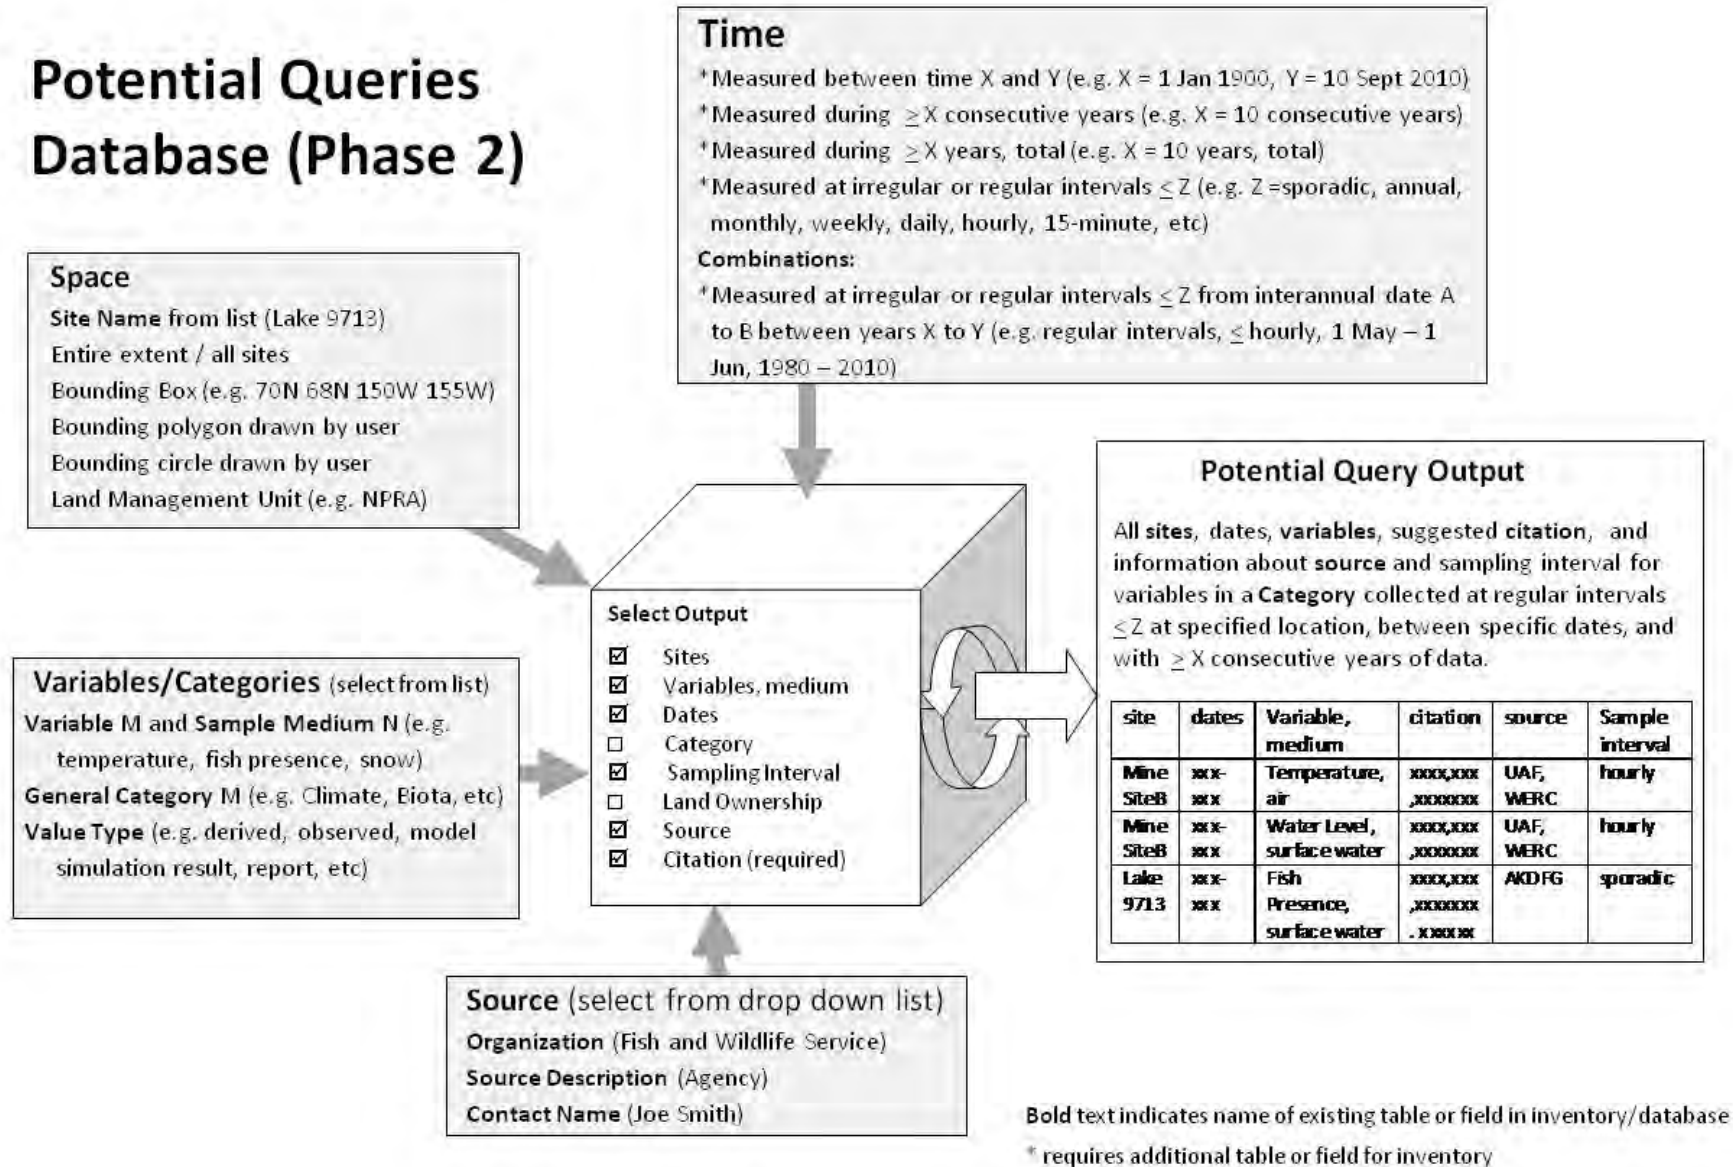 Potential Queries
Database (Phase 2)
Time
*Measured between time X and Y (e.g. X = 1 Jan 1900, Y = 10 Sept 2010)
*Measured during ≥ X consecutive years (e.g. X = 10 consecutive years)
*Measured during ≥ X years, total (e.g. X = 10 years, total)
*Measured at irregular or regular intervals ≤ Z (e.g. Z =sporadic, annual,
monthly, weekly, daily, hourly, 15-minute, etc)
Combinations:
*Measured at irregular or regular intervals ≤ Z from interannual date A
to B between years X to Y (e.g. regular intervals, ≤ hourly, 1 May – 1
Jun, 1980 – 2010)
Space
Site Name from list (Lake 9713)
Entire extent / all sites
Bounding Box (e.g. 70N 68N 150W 155W)
Bounding polygon drawn by user
Bounding circle drawn by user
Land Management Unit (e.g. NPRA)
Variables/Categories (select from list)
Variable M and Sample Medium N (e.g.
temperature, fish presence, snow)
General Category M (e.g. Climate, Biota, etc)
Value Type (e.g. derived, observed, model
simulation result, report, etc)
Select Output
☑ Sites
☑ Variables, medium
☑ Dates
☐ Category
☑ Sampling Interval
☐ Land Ownership
☑ Source
☑ Citation (required)
Source (select from drop down list)
Organization (Fish and Wildlife Service)
Source Description (Agency)
Contact Name (Joe Smith)
Potential Query Output
All sites, dates, variables, suggested citation, and
information about source and sampling interval for
variables in a Category collected at regular intervals
≤ Z at specified location, between specific dates, and
with ≥ X consecutive years of data.
site dates Variable, citation source Sample
medium interval
Mine xxx- Temperature, xxxx,xxx UAF, hourly
SiteB xxx air ,xxxxxxx WERC
Mine xxx- Water Level, xxxx,xxx UAF, hourly
SiteB xxx surface water ,xxxxxxx WERC
Lake xxx- Fish xxxx,xxx AKDFG sporadic
9713 xxx Presence, ,xxxxxxx
surface water . xxxxxx
Bold text indicates name of existing table or field in inventory/database
* requires additional table or field for inventory